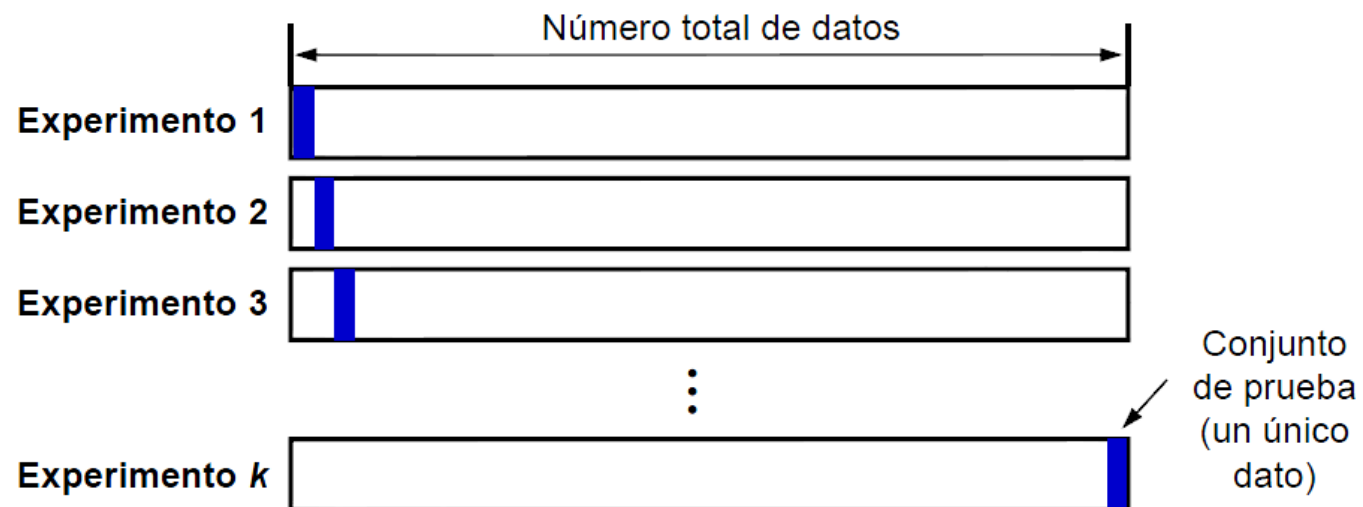 Número total de datos
Experimento 1
Experimento 2
Experimento 3
Conjunto
de prueba
(un único
dato)
Experimento k